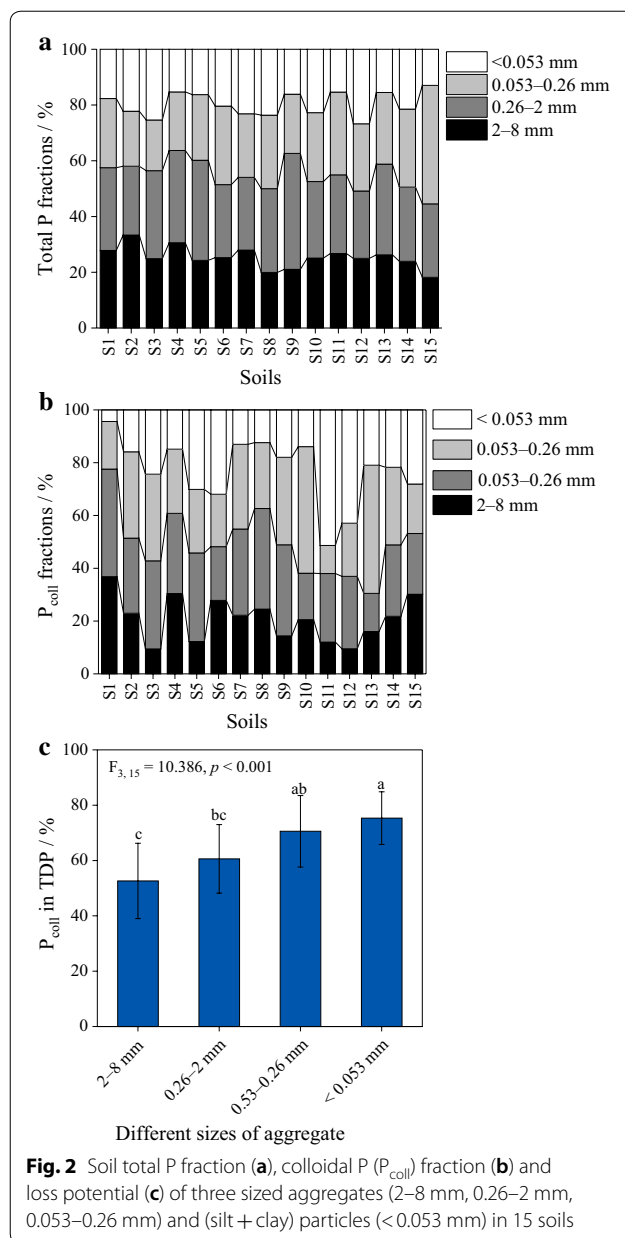 a
100
80
60
40
20
0
Total P fractions / %
<0.053 mm
0.053–0.26 mm
0.26–2 mm
2–8 mm
S1 S2 S3 S4 S5 S6 S7 S8 S9 S10 S11 S12 S13 S14 S15
Soils
b
100
80
60
40
20
0
Pcoll fractions / %
< 0.053 mm
0.053–0.26 mm
0.053–0.26 mm
2–8 mm
S1 S2 S3 S4 S5 S6 S7 S8 S9 S10 S11 S12 S13 S14 S15
Soils
c
100
80
60
40
20
0
Pcoll in TDP / %
F3, 15 = 10.386, p < 0.001
c bc ab a
2–8 mm 0.26–2 mm 0.53–0.26 mm < 0.053 mm
Different sizes of aggregate
Fig. 2 Soil total P fraction (a), colloidal P (Pcoll) fraction (b) and
loss potential (c) of three sized aggregates (2–8 mm, 0.26–2 mm,
0.053–0.26 mm) and (silt + clay) particles (< 0.053 mm) in 15 soils